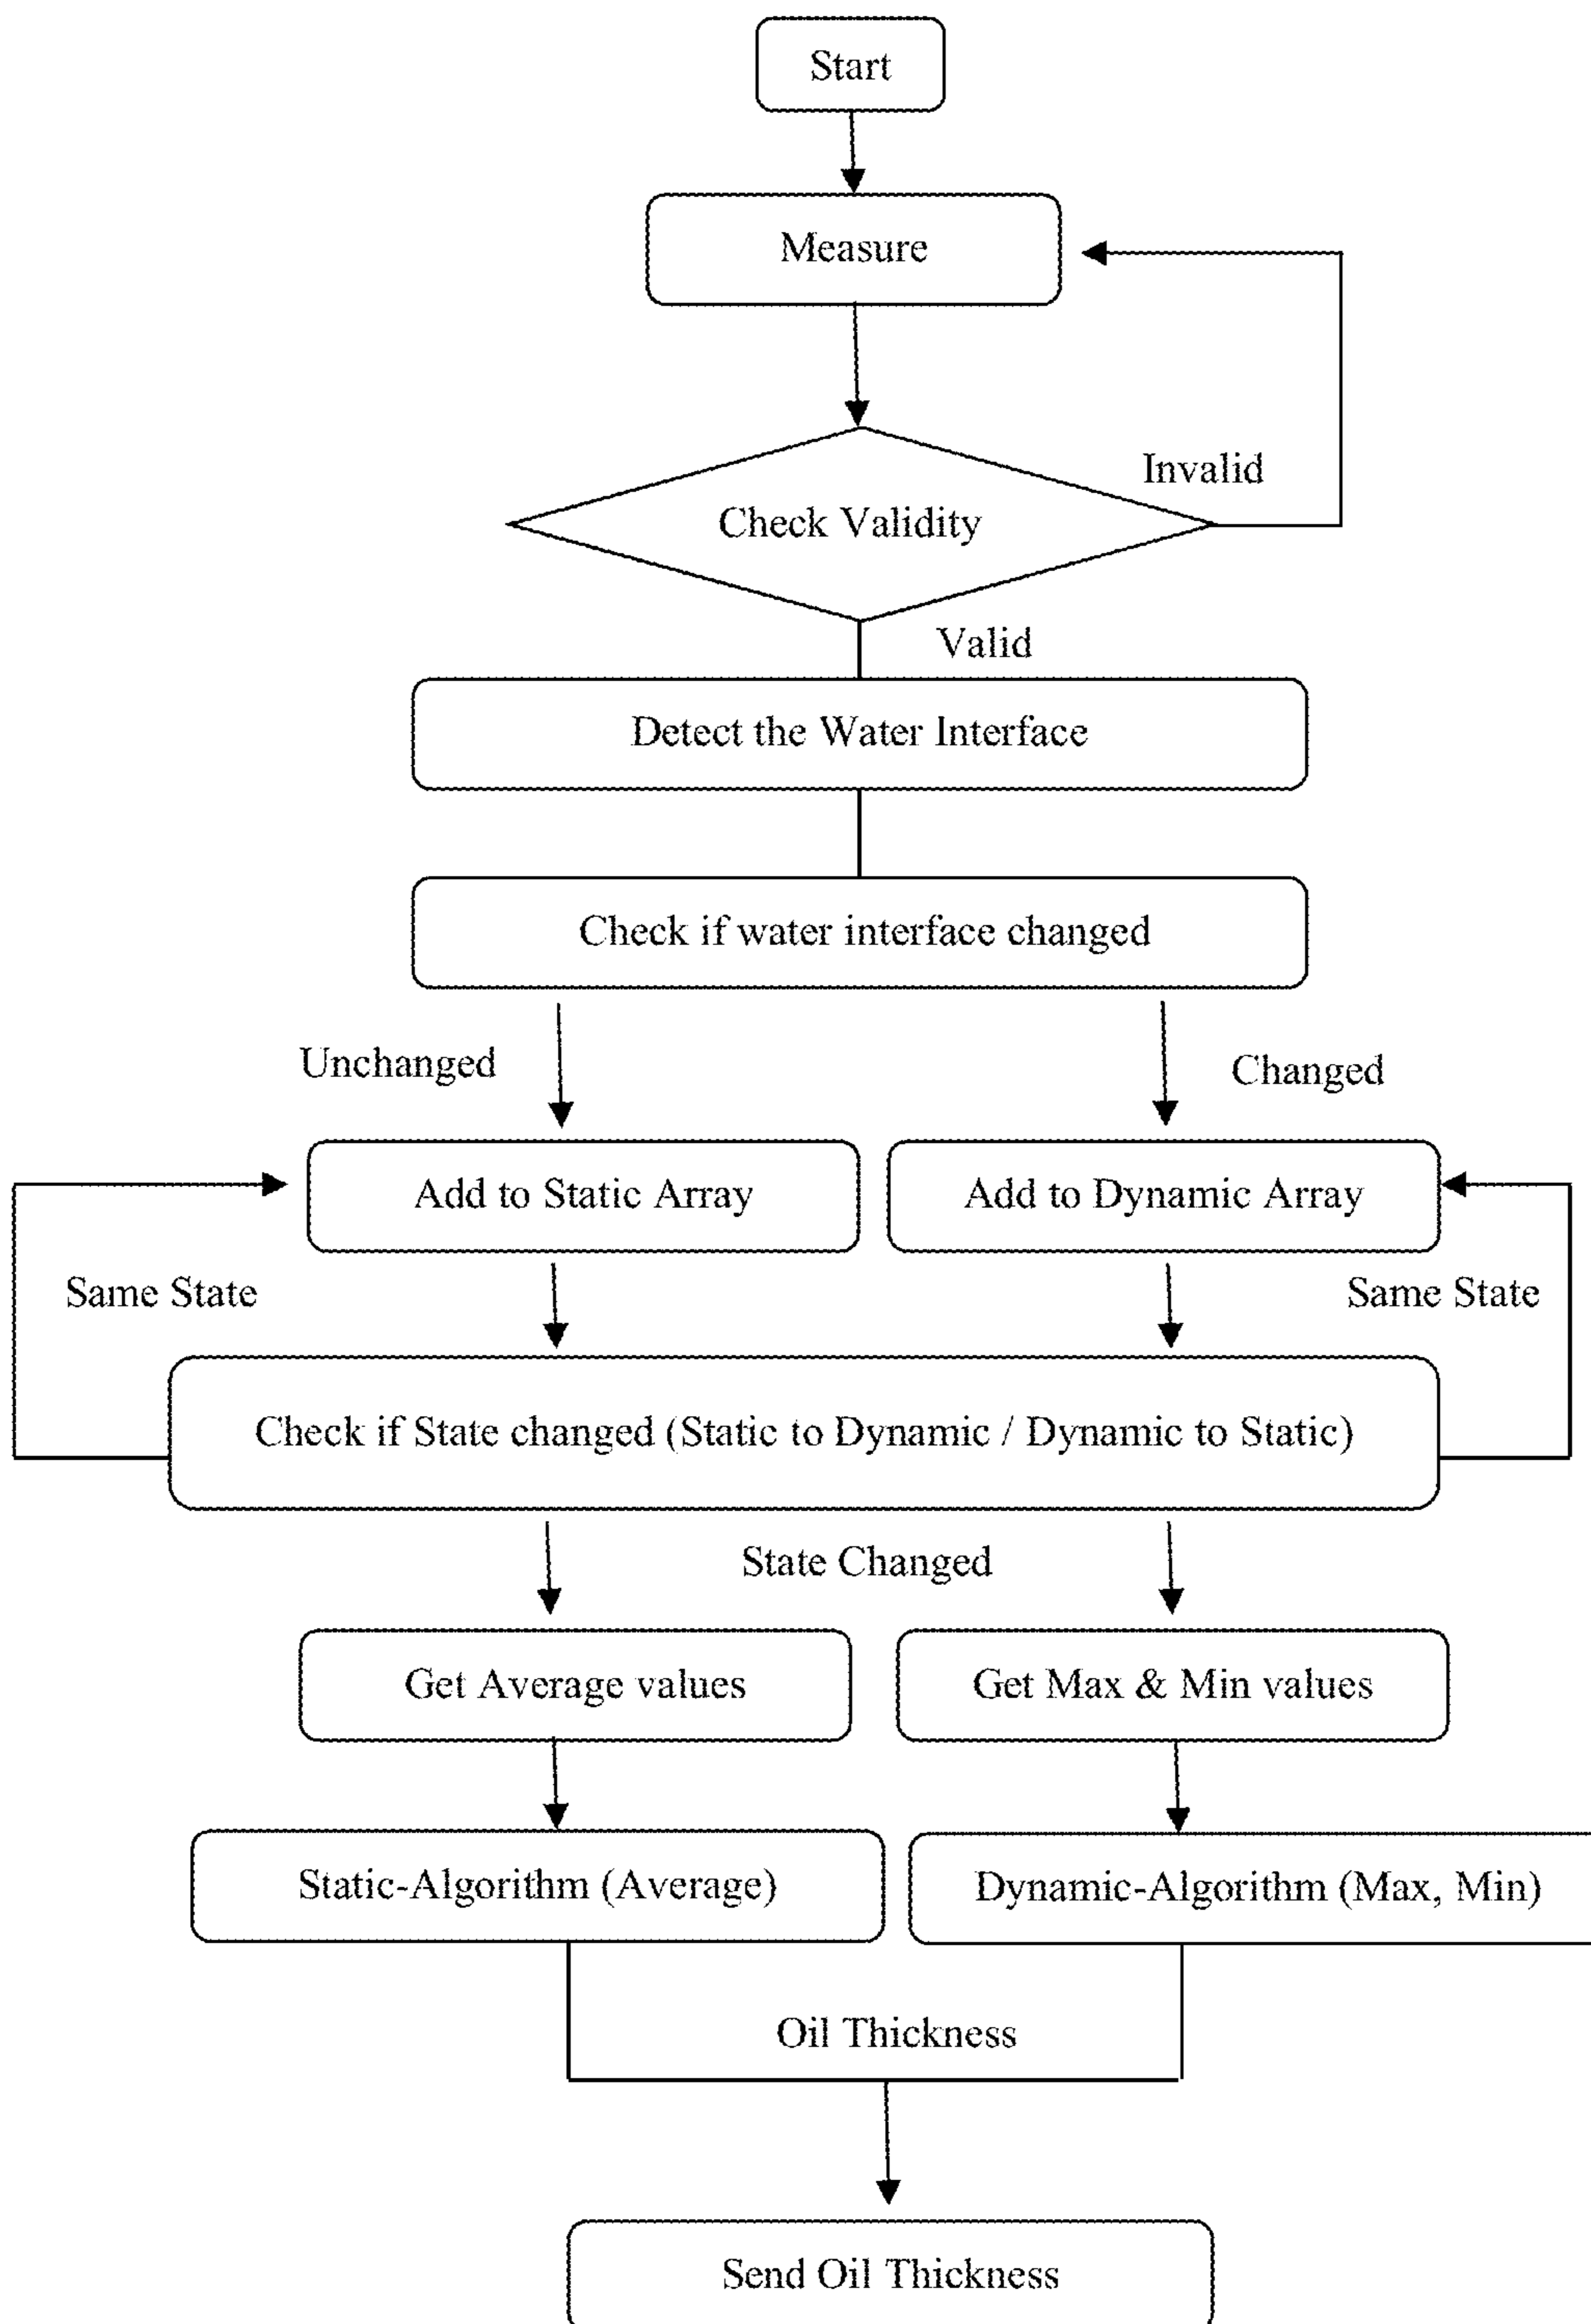 Start
Measure
Invalid
Check Validity
Valid
Detect the Water Interface
Check if water interface changed
Unchanged
Changed
Add to Static Array
Add to Dynamic Array
Same State
Same State
Check if State changed (Static to Dynamic / Dynamic to Static)
State Changed
Get Average values
Get Max & Min values
Static-Algorithm (Average)
Dynamic-Algorithm (Max, Min)
Oil Thickness
Send Oil Thickness